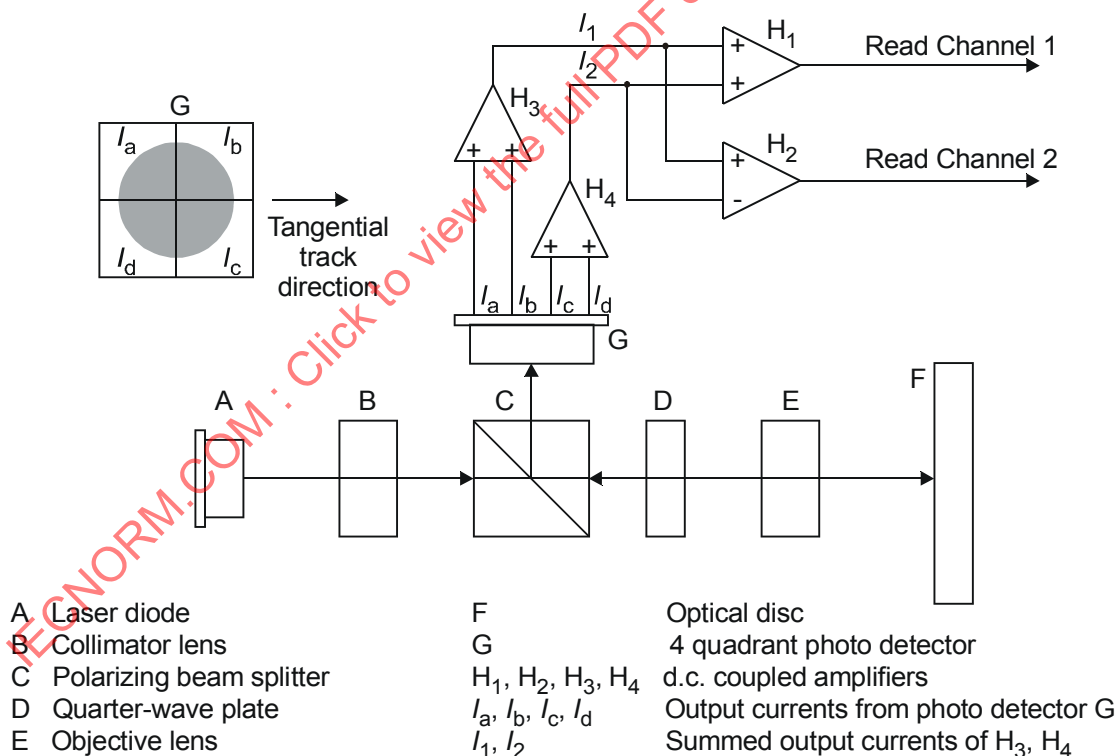 I1
I2
H1
Read Channel 1
H3
G
Ia
Ib
+
+
H2
Read Channel 2
+
-
+
+
H4
+
+
Id
Ic
Tangential
track
direction
Ia
Ib
Ic
Id
G
A
B
C
D
E
F
A Laser diode
B Collimator lens
C Polarizing beam splitter
D Quarter-wave plate
E Objective lens
F Optical disc
G 4 quadrant photo detector
H1, H2, H3, H4 d.c. coupled amplifiers
Ia, Ib, Ic, Id Output currents from photo detector G
I1, I2 Summed output currents of H3, H4
IECNORM.COM : Click to view the full PDF